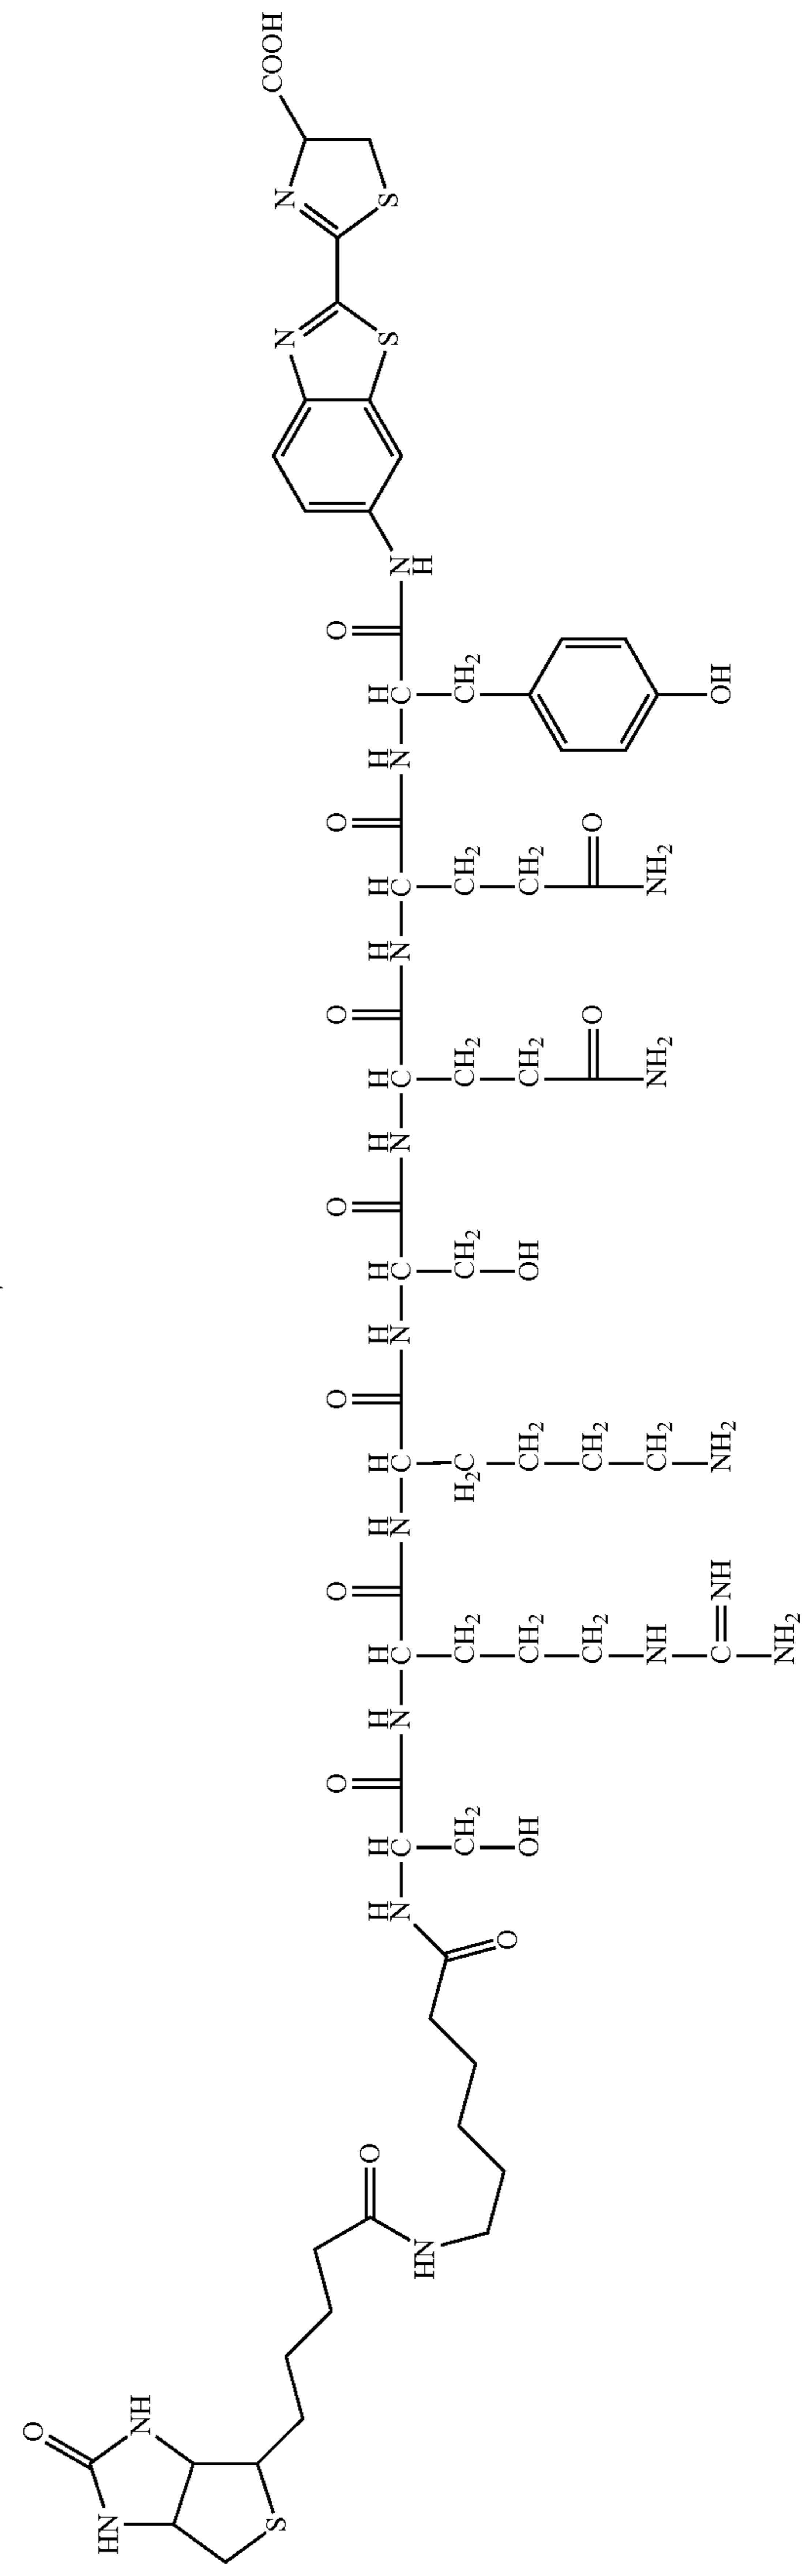 O
HN NH
S COOH
N N
O O O O O O O
O
H H H H H H H H H H H H H H
S S
N C N C N C N C N C N C N C N
HN H
CH2 CH2 H2C CH2 CH2 CH2 CH2
O
OH CH2 CH2 OH CH2 CH2
CH2 CH2 O O
NH CH2 NH2 NH2
C NH NH2 OH
NH2